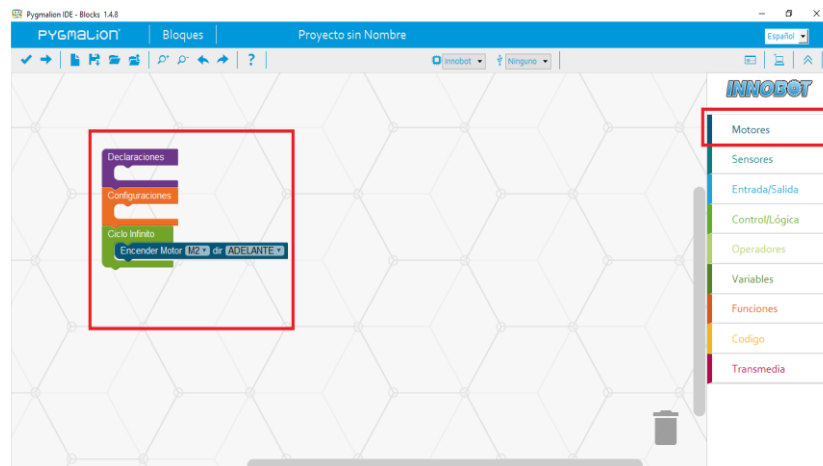 Pygmalion IDE - Blocks 1.4.8
PYGMALION Bloques Proyecto sin Nombre Español
? Innobot Ninguno
INNOBOT
Motores
Sensores
Entrada/Salida
Control/Lógica
Operadores
Variables
Funciones
Codigo
Transmedia
Declaraciones
Configuraciones
Ciclo Infinito
Encender Motor M2 dir ADELANTE